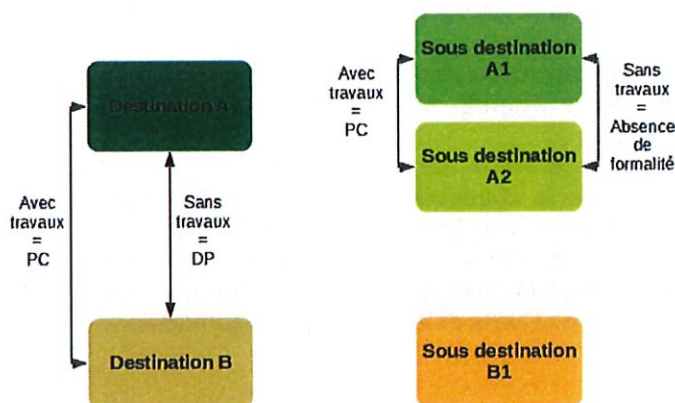 Destination A
Avec
travaux
=
PC
Sans
travaux
=
DP
Destination B
Sous destination
A1
Avec
travaux
=
PC
Sans
travaux
=
Absence
de
formalité
Sous destination
A2
Sous destination
B1